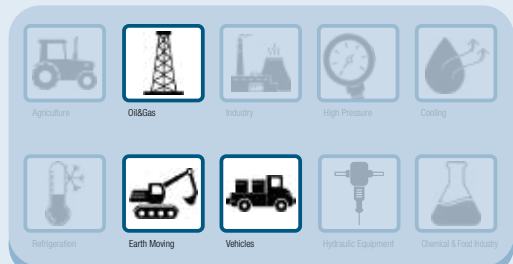 Agriculture
Oil&Gas
Industry
High Pressure
Cooling
Refrigeration
Earth Moving
Vehicles
Hydraulic Equipment
Chemical & Food Industry